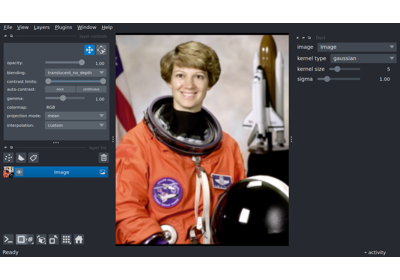 File View Layers Plugins Window Help
opacity: 1.00
blending: translucent_no_depth
contrast limits:
auto-contrast: once continuous
gamma: 1.00
colormap: RGB
projection mode: mean
interpolation: custom
Image
Ready
image Image
kernel type gaussian
kernel size 5
sigma 1.00
activity